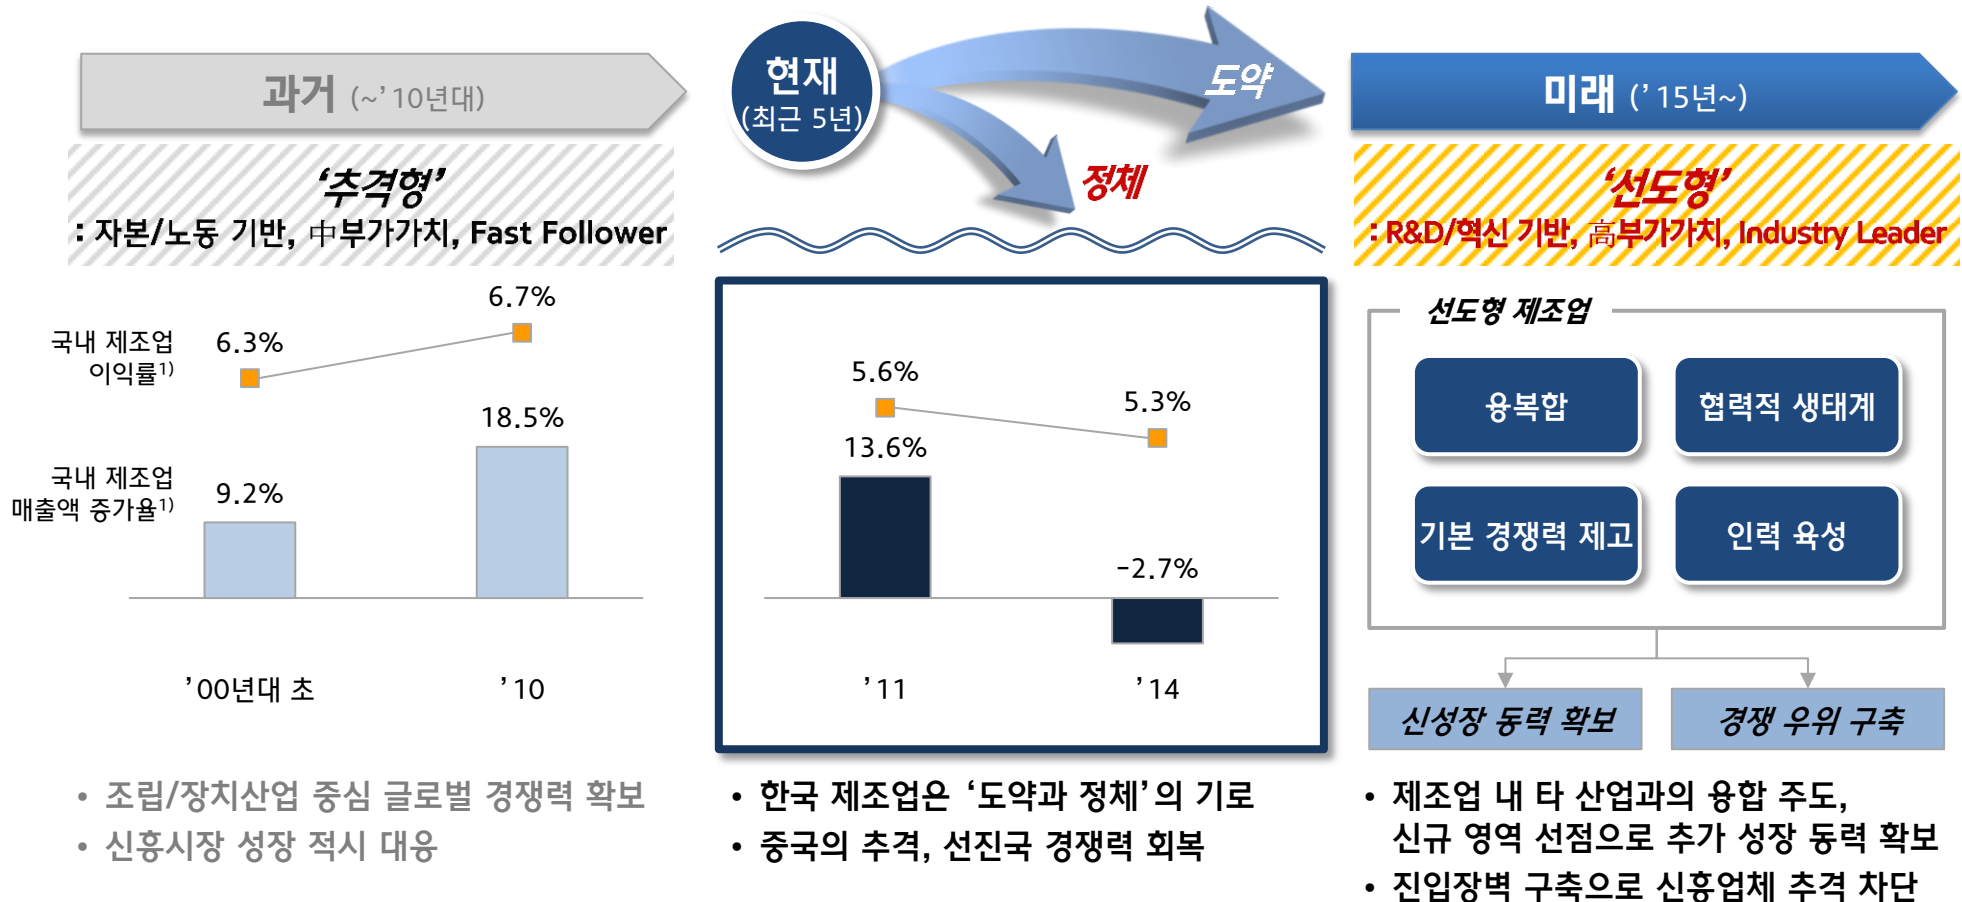 과거 (~’10년대)
‘추격형’
: 자본/노동 기반, 中부가가치, Fast Follower
국내 제조업
이익률1)
6.3%
6.7%
국내 제조업
매출액 증가율1)
9.2%
18.5%
’00년대 초
’10
• 조립/장치산업 중심 글로벌 경쟁력 확보
• 신흥시장 성장 적시 대응
현재
(최근 5년)
도약
정체
5.6%
5.3%
13.6%
-2.7%
’11
’14
• 한국 제조업은 ‘도약과 정체’의 기로
• 중국의 추격, 선진국 경쟁력 회복
미래 (’15년~)
‘선도형’
: R&D/혁신 기반, 高부가가치, Industry Leader
선도형 제조업
융복합
협력적 생태계
기본 경쟁력 제고
인력 육성
신성장 동력 확보
경쟁 우위 구축
• 제조업 내 타 산업과의 융합 주도,
신규 영역 선점으로 추가 성장 동력 확보
• 진입장벽 구축으로 신흥업체 추격 차단